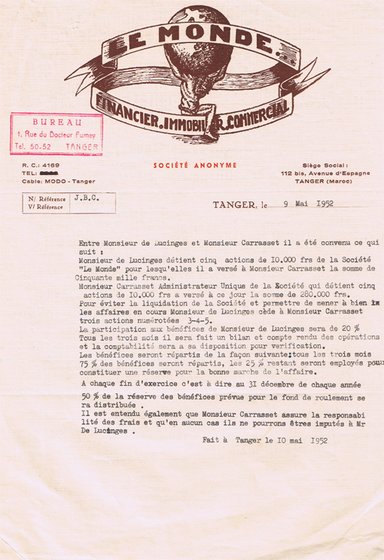 LE MONDE...
FINANCIER. IMMOBILIER. COMMERCIAL
BUREAU
1, Rue du Docteur Fumey
Tel. 50.52 TANGER
R. C.: 4169
TEL:
Cable: MODO - Tanger
SOCIÉTÉ ANONYME
Siège Social:
112 bis, Avenue d'Espagne
TANGER (Maroc)
N/ Référence J.B.C.
V/ Référence
TANGER, le 9 Mai 1952
Entre Monsieur de Lucinges et Monsieur Carrasset il a été convenu ce qui
suit :
Monsieur de Lucinges détient cinq actions de I0.000 frs de la Société
"Le Monde" pour lesqu'elles il a versé à Monsieur Carrasset la somme de
Cinquante mille francs.
Monsieur Carrasset Administrateur Unique de la Société qui détient cinq
actions de I0.000 frs a versé à ce jour la somme de 280.000 frs.
Pour éviter la liquidation de la Société et permettre de mener à bien le
les affaires en cours Monsieur de Lucinges cède à Monsieur Carrasset
trois actions numérotées 3-4-5.
La participation aux bénéfices de Monsieur de Lucinges sera de 20 %
Tous les trois mois il sera fait un bilan et compte rendu des opérations
et la comptabilité sera a sa disposition pour verification.
Les bénéfices seront répartis de la façon suivante;tous les trois mois
75 % des bénéfices seront répartis, les 25 % restant seront employés pour
constituer une réserve pour la bonne marche de l'affaire.
A chaque fin d'exercice c'est à dire au 3I décembre de chaque année
50 % de la réserve des bénéfices prévue pour le fond de roulement se
ra distribuée .
Il est entendu également que Monsieur Carrasset assure la responsabi
lité des frais et qu'en aucun cas ils ne pourrons êtres imputés à Mr
De Lucinges.
Fait à Tanger le I0 mai I952